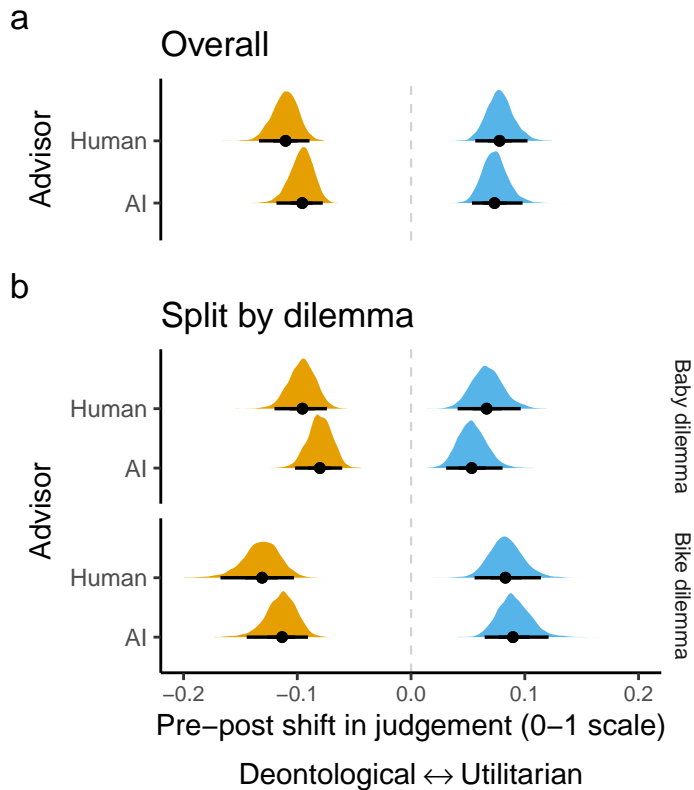 a
Overall
Advisor
Human
AI
b
Split by dilemma
Advisor
Human
AI
Baby dilemma
Human
AI
Bike dilemma
−0.2 −0.1 0.0 0.1 0.2
Pre−post shift in judgement (0−1 scale)
Deontological ↔ Utilitarian